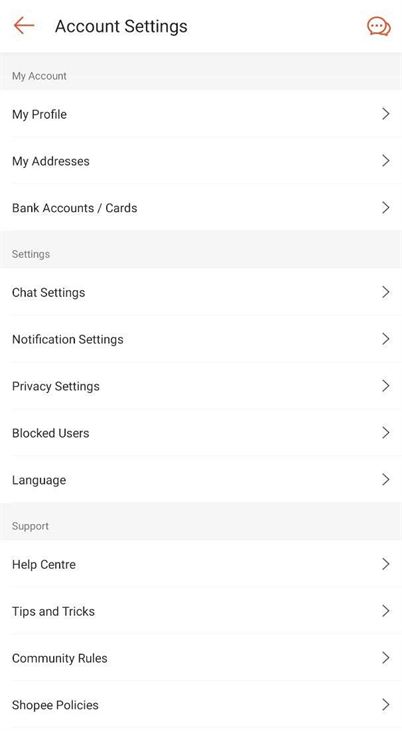 Account Settings
My Account
My Profile
My Addresses
Bank Accounts / Cards
Settings
Chat Settings
Notification Settings
Privacy Settings
Blocked Users
Language
Support
Help Centre
Tips and Tricks
Community Rules
Shopee Policies